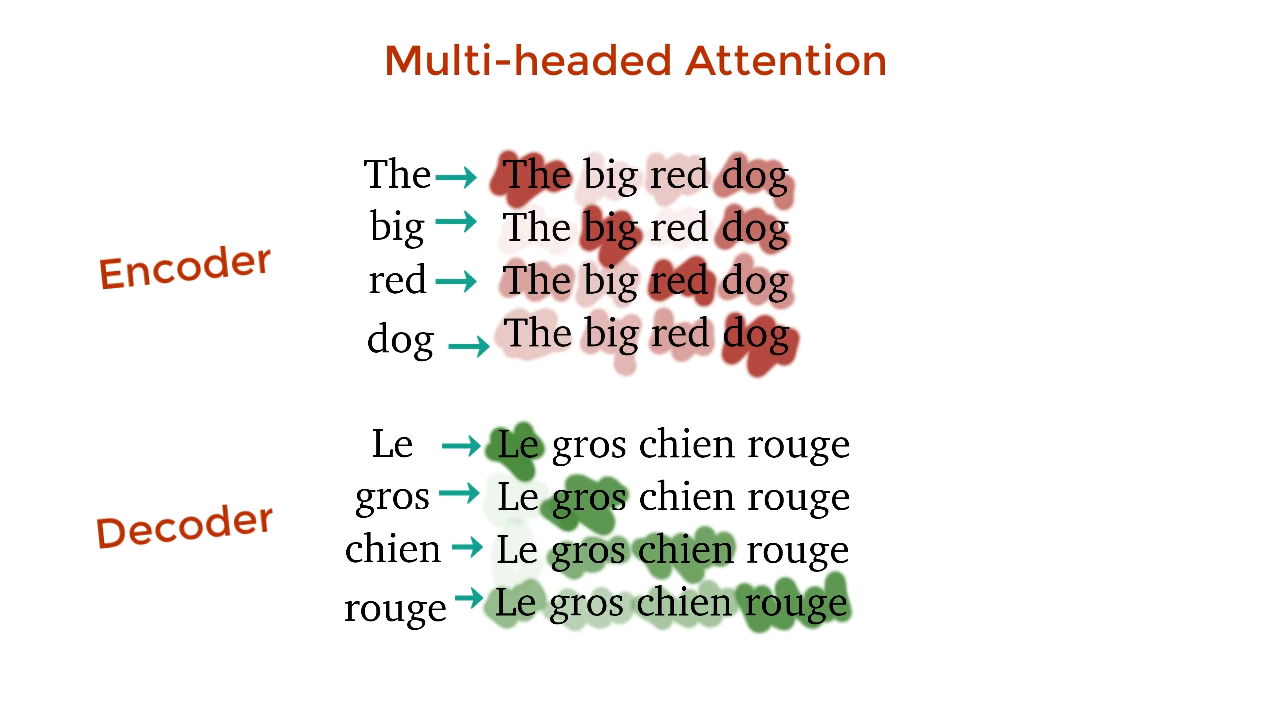 Multi-headed Attention
Encoder
The → The big red dog
big → The big red dog
red → The big red dog
dog → The big red dog
Decoder
Le → Le gros chien rouge
gros → Le gros chien rouge
chien → Le gros chien rouge
rouge → Le gros chien rouge